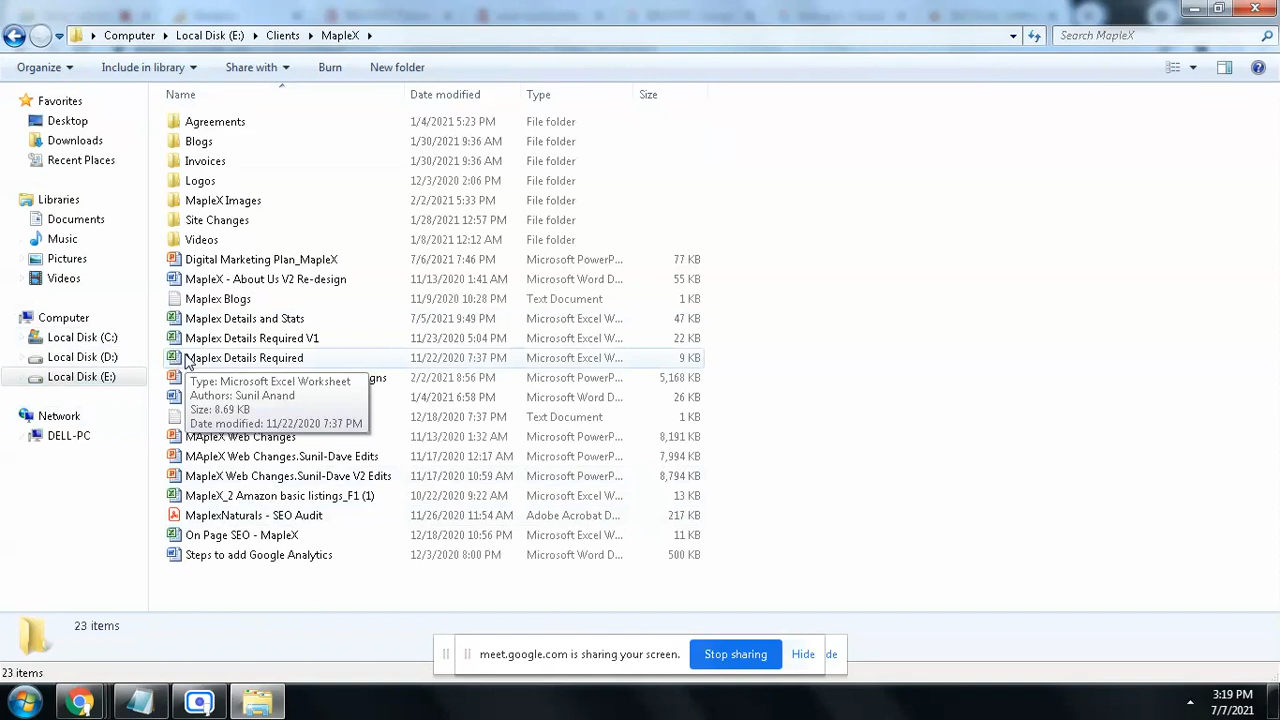 Computer Local Disk (E:) Clients MapleX Search MapleX
Organize Include in library Share with Burn New folder
Name Date modified Type Size
Favorites
Desktop
Downloads
Recent Places
Libraries
Documents
Music
Pictures
Videos
Computer
Local Disk (C:)
Local Disk (D:)
Local Disk (E:)
Network
DELL-PC
Agreements 1/4/2021 5:23 PM File folder
Blogs 1/30/2021 9:36 AM File folder
Invoices 1/30/2021 9:36 AM File folder
Logos 12/3/2020 2:06 PM File folder
MapleX Images 2/2/2021 5:33 PM File folder
Site Changes 1/28/2021 12:57 PM File folder
Videos 1/8/2021 12:12 AM File folder
Digital Marketing Plan_MapleX 7/6/2021 7:46 PM Microsoft PowerP... 77 KB
MapleX - About Us V2 Re-design 11/13/2020 1:41 AM Microsoft Word D... 55 KB
Maplex Blogs 11/9/2020 10:28 PM Text Document 1 KB
Maplex Details and Stats 7/5/2021 9:49 PM Microsoft Excel W... 47 KB
Maplex Details Required V1 11/23/2020 5:04 PM Microsoft Excel W... 22 KB
Maplex Details Required 11/22/2020 7:37 PM Microsoft Excel W... 9 KB
gns 2/2/2021 8:56 PM Microsoft PowerP... 5,168 KB
1/4/2021 6:58 PM Microsoft Word D... 26 KB
12/18/2020 7:37 PM Text Document 1 KB
Type: Microsoft Excel Worksheet
Authors: Sunil Anand
Size: 8.69 KB
Date modified: 11/22/2020 7:37 PM
MApleX Web Changes 11/13/2020 1:32 AM Microsoft PowerP... 8,191 KB
MApleX Web Changes.Sunil-Dave Edits 11/17/2020 12:17 AM Microsoft PowerP... 7,994 KB
MapleX Web Changes.Sunil-Dave V2 Edits 11/17/2020 10:59 AM Microsoft PowerP... 8,794 KB
MapleX_2 Amazon basic listings_F1 (1) 10/22/2020 9:22 AM Microsoft Excel W... 13 KB
MaplexNaturals - SEO Audit 11/26/2020 11:54 AM Adobe Acrobat D... 217 KB
On Page SEO - MapleX 12/18/2020 10:56 PM Microsoft Excel W... 11 KB
Steps to add Google Analytics 12/3/2020 8:00 PM Microsoft Word D... 500 KB
23 items
meet.google.com is sharing your screen. Stop sharing Hide de
23 items
3:19 PM
7/7/2021